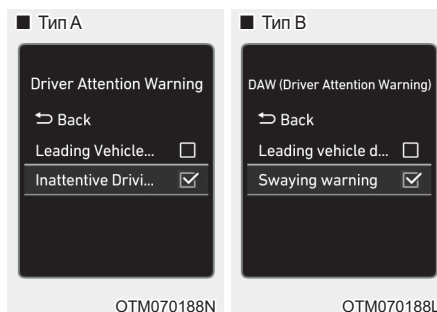 ■ Тип A
Driver Attention Warning
Back
Leading Vehicle...
Inattentive Drivi...
OTM070188N
■ Тип B
DAW (Driver Attention Warning)
Back
Leading vehicle d...
Swaying warning
OTM070188L